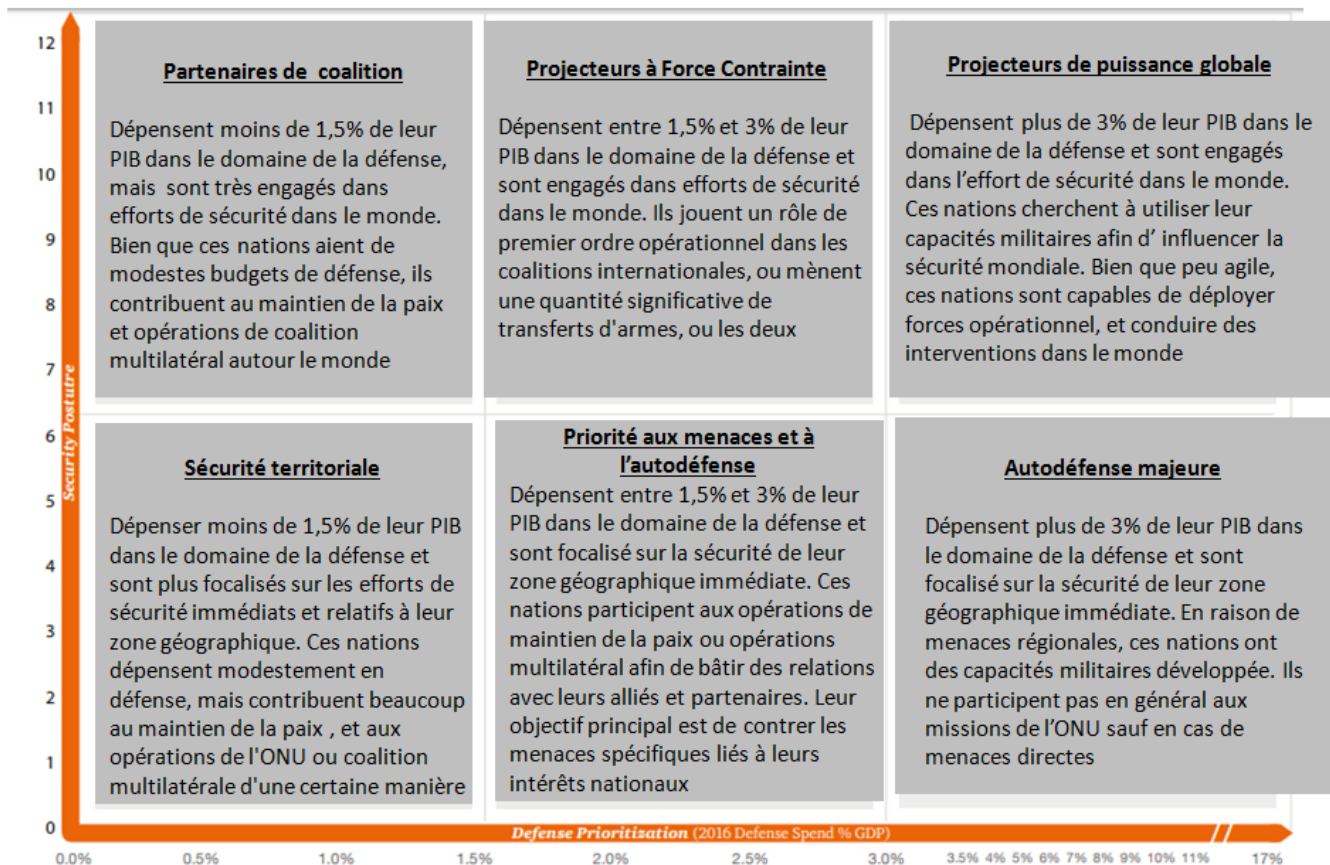 12
11
10
9
8
7
6
5
4
3
2
1
0
Security Postutre
Partenaires de coalition
Dépensent moins de 1,5% de leur
PIB dans le domaine de la défense,
mais sont très engagés dans
efforts de sécurité dans le monde.
Bien que ces nations aient de
modestes budgets de défense, ils
contribuent au maintien de la paix
et opérations de coalition
multilatéral autour le monde
Projecteurs à Force Contrainte
Dépensent entre 1,5% et 3% de leur
PIB dans le domaine de la défense et
sont engagés dans efforts de sécurité
dans le monde. Ils jouent un rôle de
premier ordre opérationnel dans les
coalitions internationales, ou mènent
une quantité significative de
transferts d'armes, ou les deux
Projecteurs de puissance globale
Dépensent plus de 3% de leur PIB dans le
domaine de la défense et sont engagés
dans l’effort de sécurité dans le monde.
Ces nations cherchent à utiliser leur
capacités militaires afin d’ influencer la
sécurité mondiale. Bien que peu agile,
ces nations sont capables de déployer
forces opérationnel, et conduire des
interventions dans le monde
Sécurité territoriale
Dépenser moins de 1,5% de leur PIB
dans le domaine de la défense et
sont plus focalisés sur les efforts de
sécurité immédiats et relatifs à leur
zone géographique. Ces nations
dépensent modestement en
défense, mais contribuent beaucoup
au maintien de la paix , et aux
opérations de l'ONU ou coalition
multilatérale d'une certaine manière
Priorité aux menaces et à
l’autodéfense
Dépensent entre 1,5% et 3% de leur
PIB dans le domaine de la défense et
sont focalisé sur la sécurité de leur
zone géographique immédiate. Ces
nations participent aux opérations de
maintien de la paix ou opérations
multilatéral afin de bâtir des relations
avec leurs alliés et partenaires. Leur
objectif principal est de contrer les
menaces spécifiques liés à leurs
intérêts nationaux
Autodéfense majeure
Dépensent plus de 3% de leur PIB dans
le domaine de la défense et sont
focalisé sur la sécurité de leur zone
géographique immédiate. En raison de
menaces régionales, ces nations ont
des capacités militaires développée. Ils
ne participent pas en général aux
missions de l’ONU sauf en cas de
menaces directes
Defense Prioritization (2016 Defense Spend % GDP)
0.0% 0.5% 1.0% 1.5% 2.0% 2.5% 3.0% 3.5% 4% 5% 6% 7% 8% 9% 10% 11% 17%